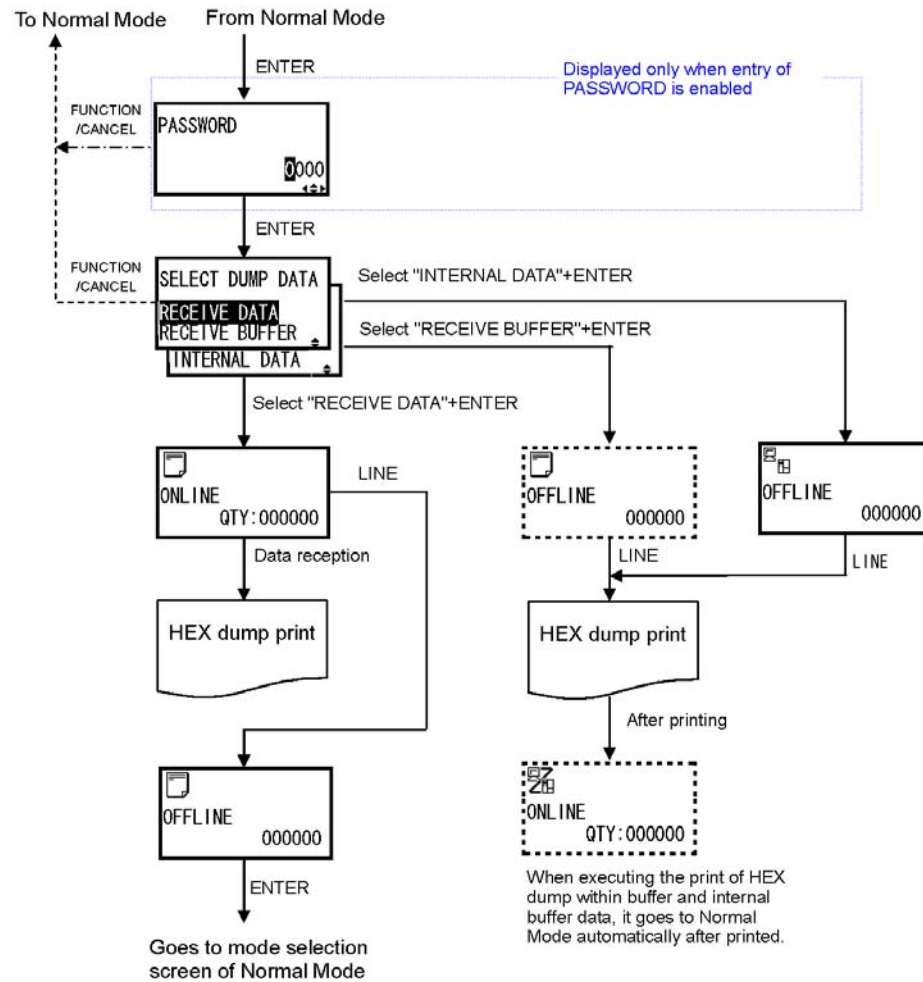 To Normal Mode
From Normal Mode
ENTER
Displayed only when entry of
PASSWORD is enabled
FUNCTION
/CANCEL
PASSWORD
0000
ENTER
FUNCTION
/CANCEL
SELECT DUMP DATA
RECEIVE DATA
RECEIVE BUFFER
INTERNAL DATA
Select "INTERNAL DATA"+ENTER
Select "RECEIVE BUFFER"+ENTER
Select "RECEIVE DATA"+ENTER
ONLINE
QTY:000000
LINE
OFFLINE
000000
OFFLINE
000000
Data reception
LINE
LINE
HEX dump print
HEX dump print
After printing
OFFLINE
000000
ONLINE
QTY:000000
ENTER
When executing the print of HEX
dump within buffer and internal
buffer data, it goes to Normal
Mode automatically after printed.
Goes to mode selection
screen of Normal Mode